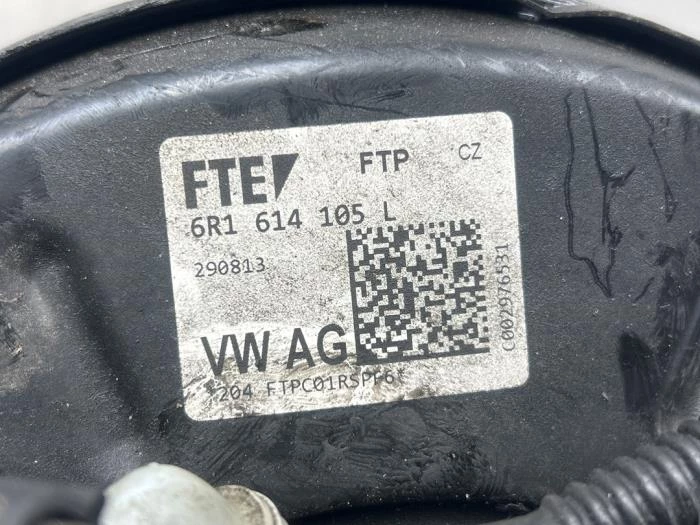 FTE FTP CZ
6R1 614 105 L
290813
C002976531
VW AG
*204 FTPC01RSPF6*